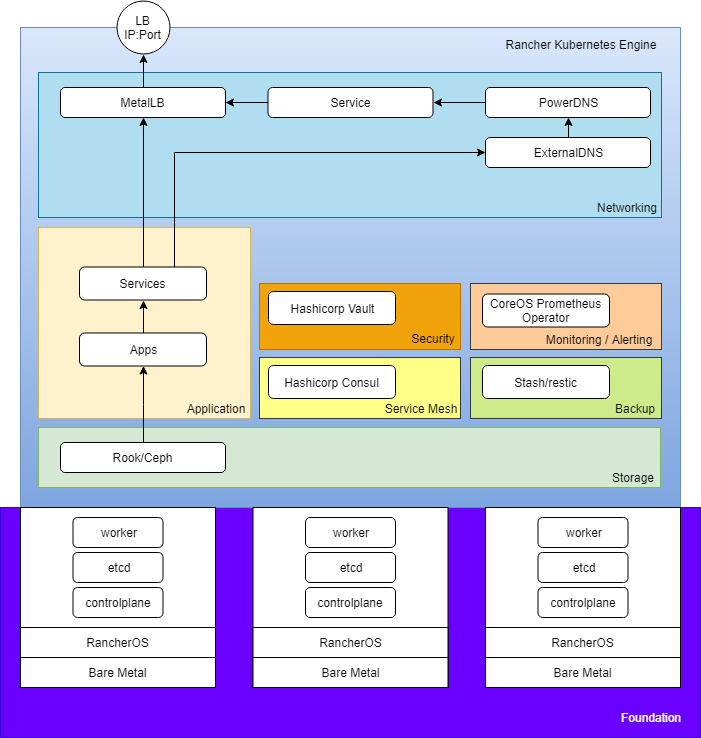 LB
IP:Port
Rancher Kubernetes Engine
MetalLB
Service
PowerDNS
ExternalDNS
Networking
Services
Apps
Application
Hashicorp Vault
Security
CoreOS Prometheus
Operator
Monitoring / Alerting
Hashicorp Consul
Service Mesh
Stash/restic
Backup
Rook/Ceph
Storage
worker
etcd
controlplane
RancherOS
Bare Metal
worker
etcd
controlplane
RancherOS
Bare Metal
worker
etcd
controlplane
RancherOS
Bare Metal
Foundation